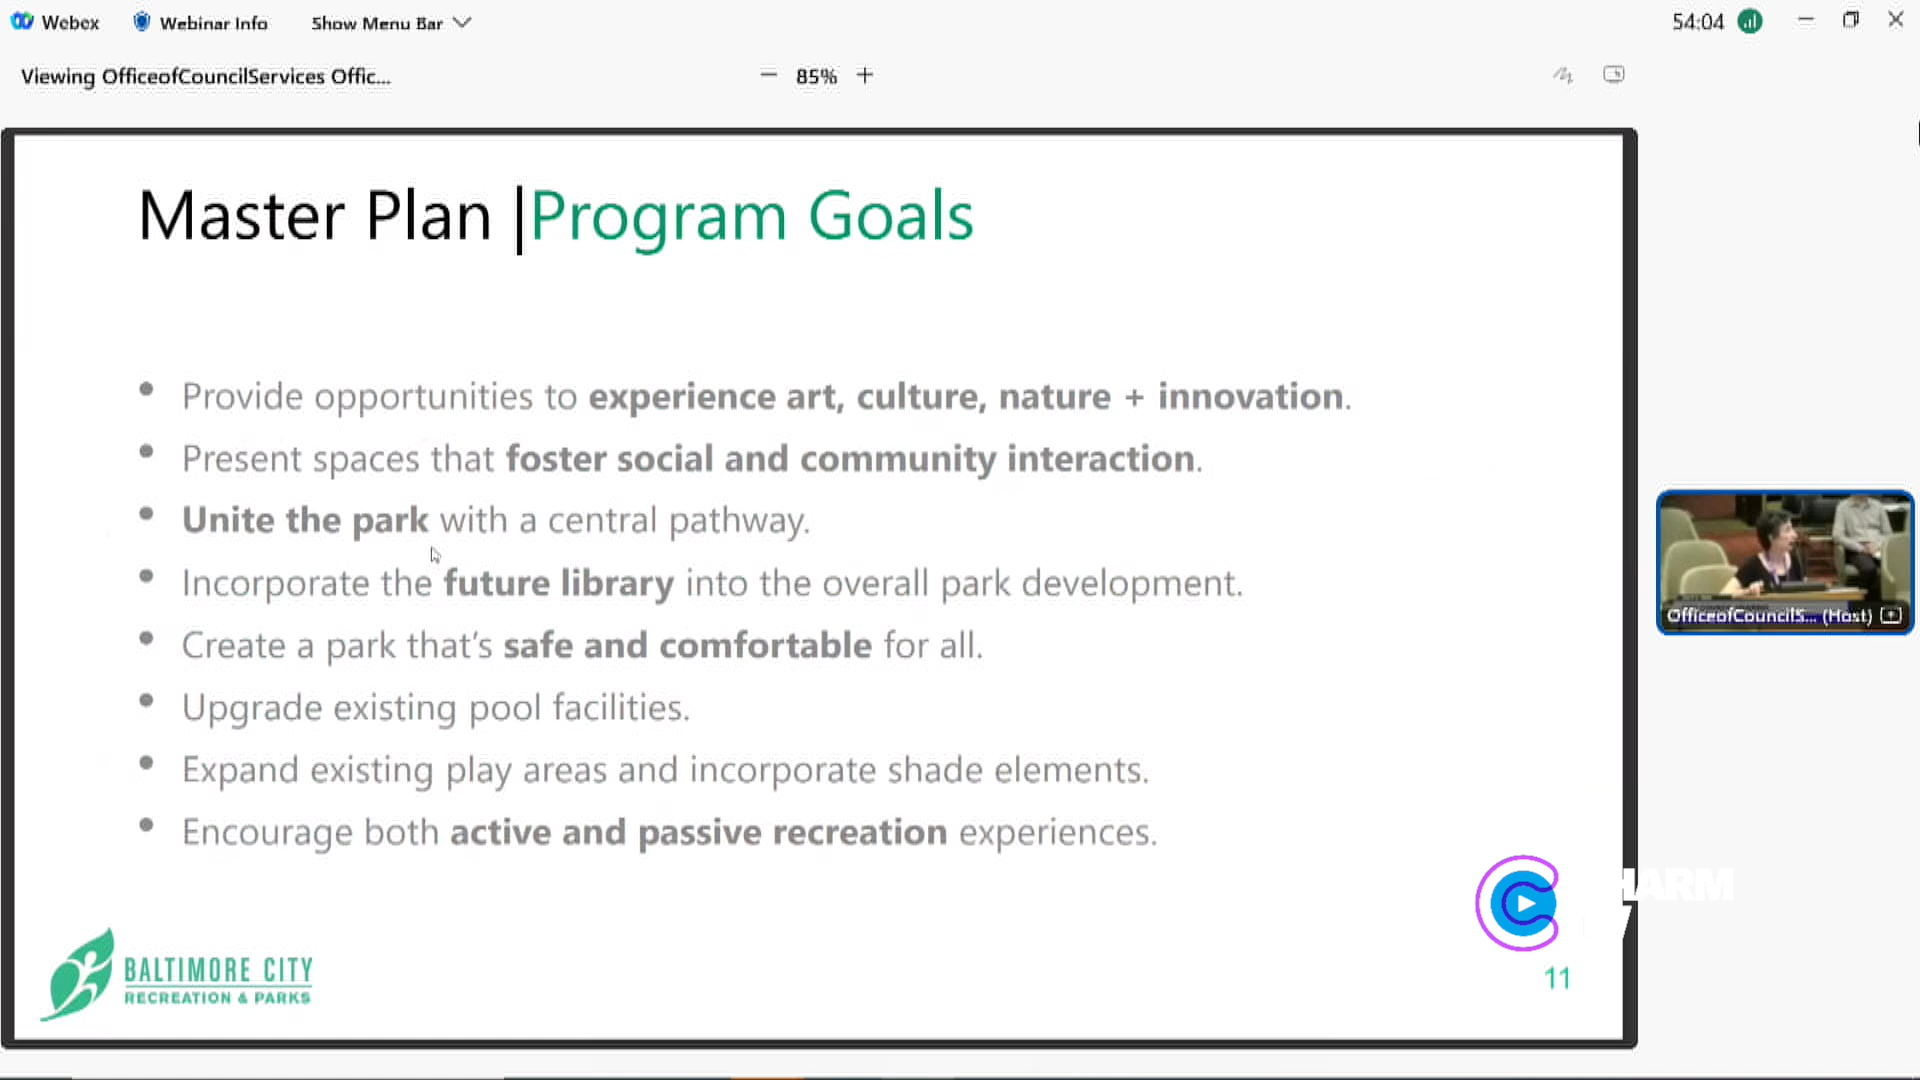 Webex
Webinar Info
Show Menu Bar
54:04
Viewing OfficeofCouncilServices Offic...
85%
Master Plan |Program Goals
• Provide opportunities to experience art, culture, nature + innovation.
• Present spaces that foster social and community interaction.
• Unite the park with a central pathway.
• Incorporate the future library into the overall park development.
• Create a park that's safe and comfortable for all.
• Upgrade existing pool facilities.
• Expand existing play areas and incorporate shade elements.
• Encourage both active and passive recreation experiences.
OfficeofCouncilS... (Host)
HARM
BALTIMORE CITY
RECREATION & PARKS
11